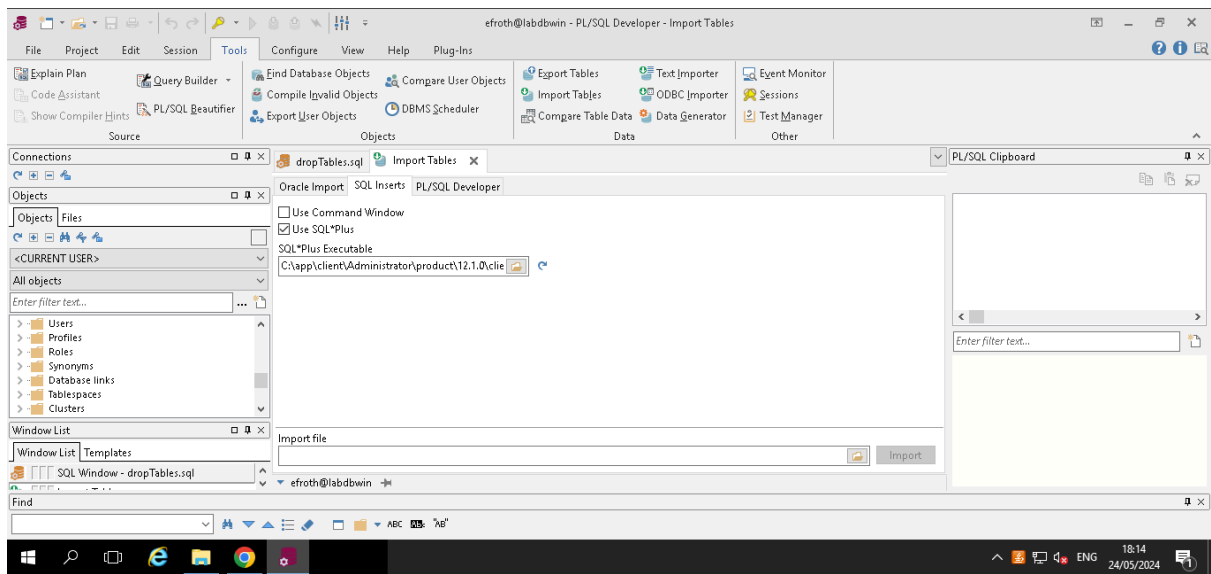 efroth@labdbwin - PL/SQL Developer - Import Tables
File Project Edit Session Tools Configure View Help Plug-Ins
Explain Plan
Code Assistant
Show Compiler Hints
Query Builder
PL/SQL Beautifier
Source
Find Database Objects
Compile Invalid Objects
Export User Objects
Compare User Objects
DBMS Scheduler
Objects
Export Tables
Import Tables
Compare Table Data
Text Importer
ODBC Importer
Data Generator
Data
Event Monitor
Sessions
Test Manager
Other
Connections
Objects
Objects Files
<CURRENT USER>
All objects
Enter filter text...
Users
Profiles
Roles
Synonyms
Database links
Tablespaces
Clusters
Window List
Window List Templates
SQL Window - dropTables.sql
dropTables.sql Import Tables
Oracle Import SQL Inserts PL/SQL Developer
Use Command Window
Use SQL*Plus
SQL*Plus Executable
C:\app\client\Administrator\product\12.1.0\clie
Import file
Import
efroth@labdbwin
PL/SQL Clipboard
Enter filter text...
Find
ABC AB "AB"
ENG
18:14
24/05/2024